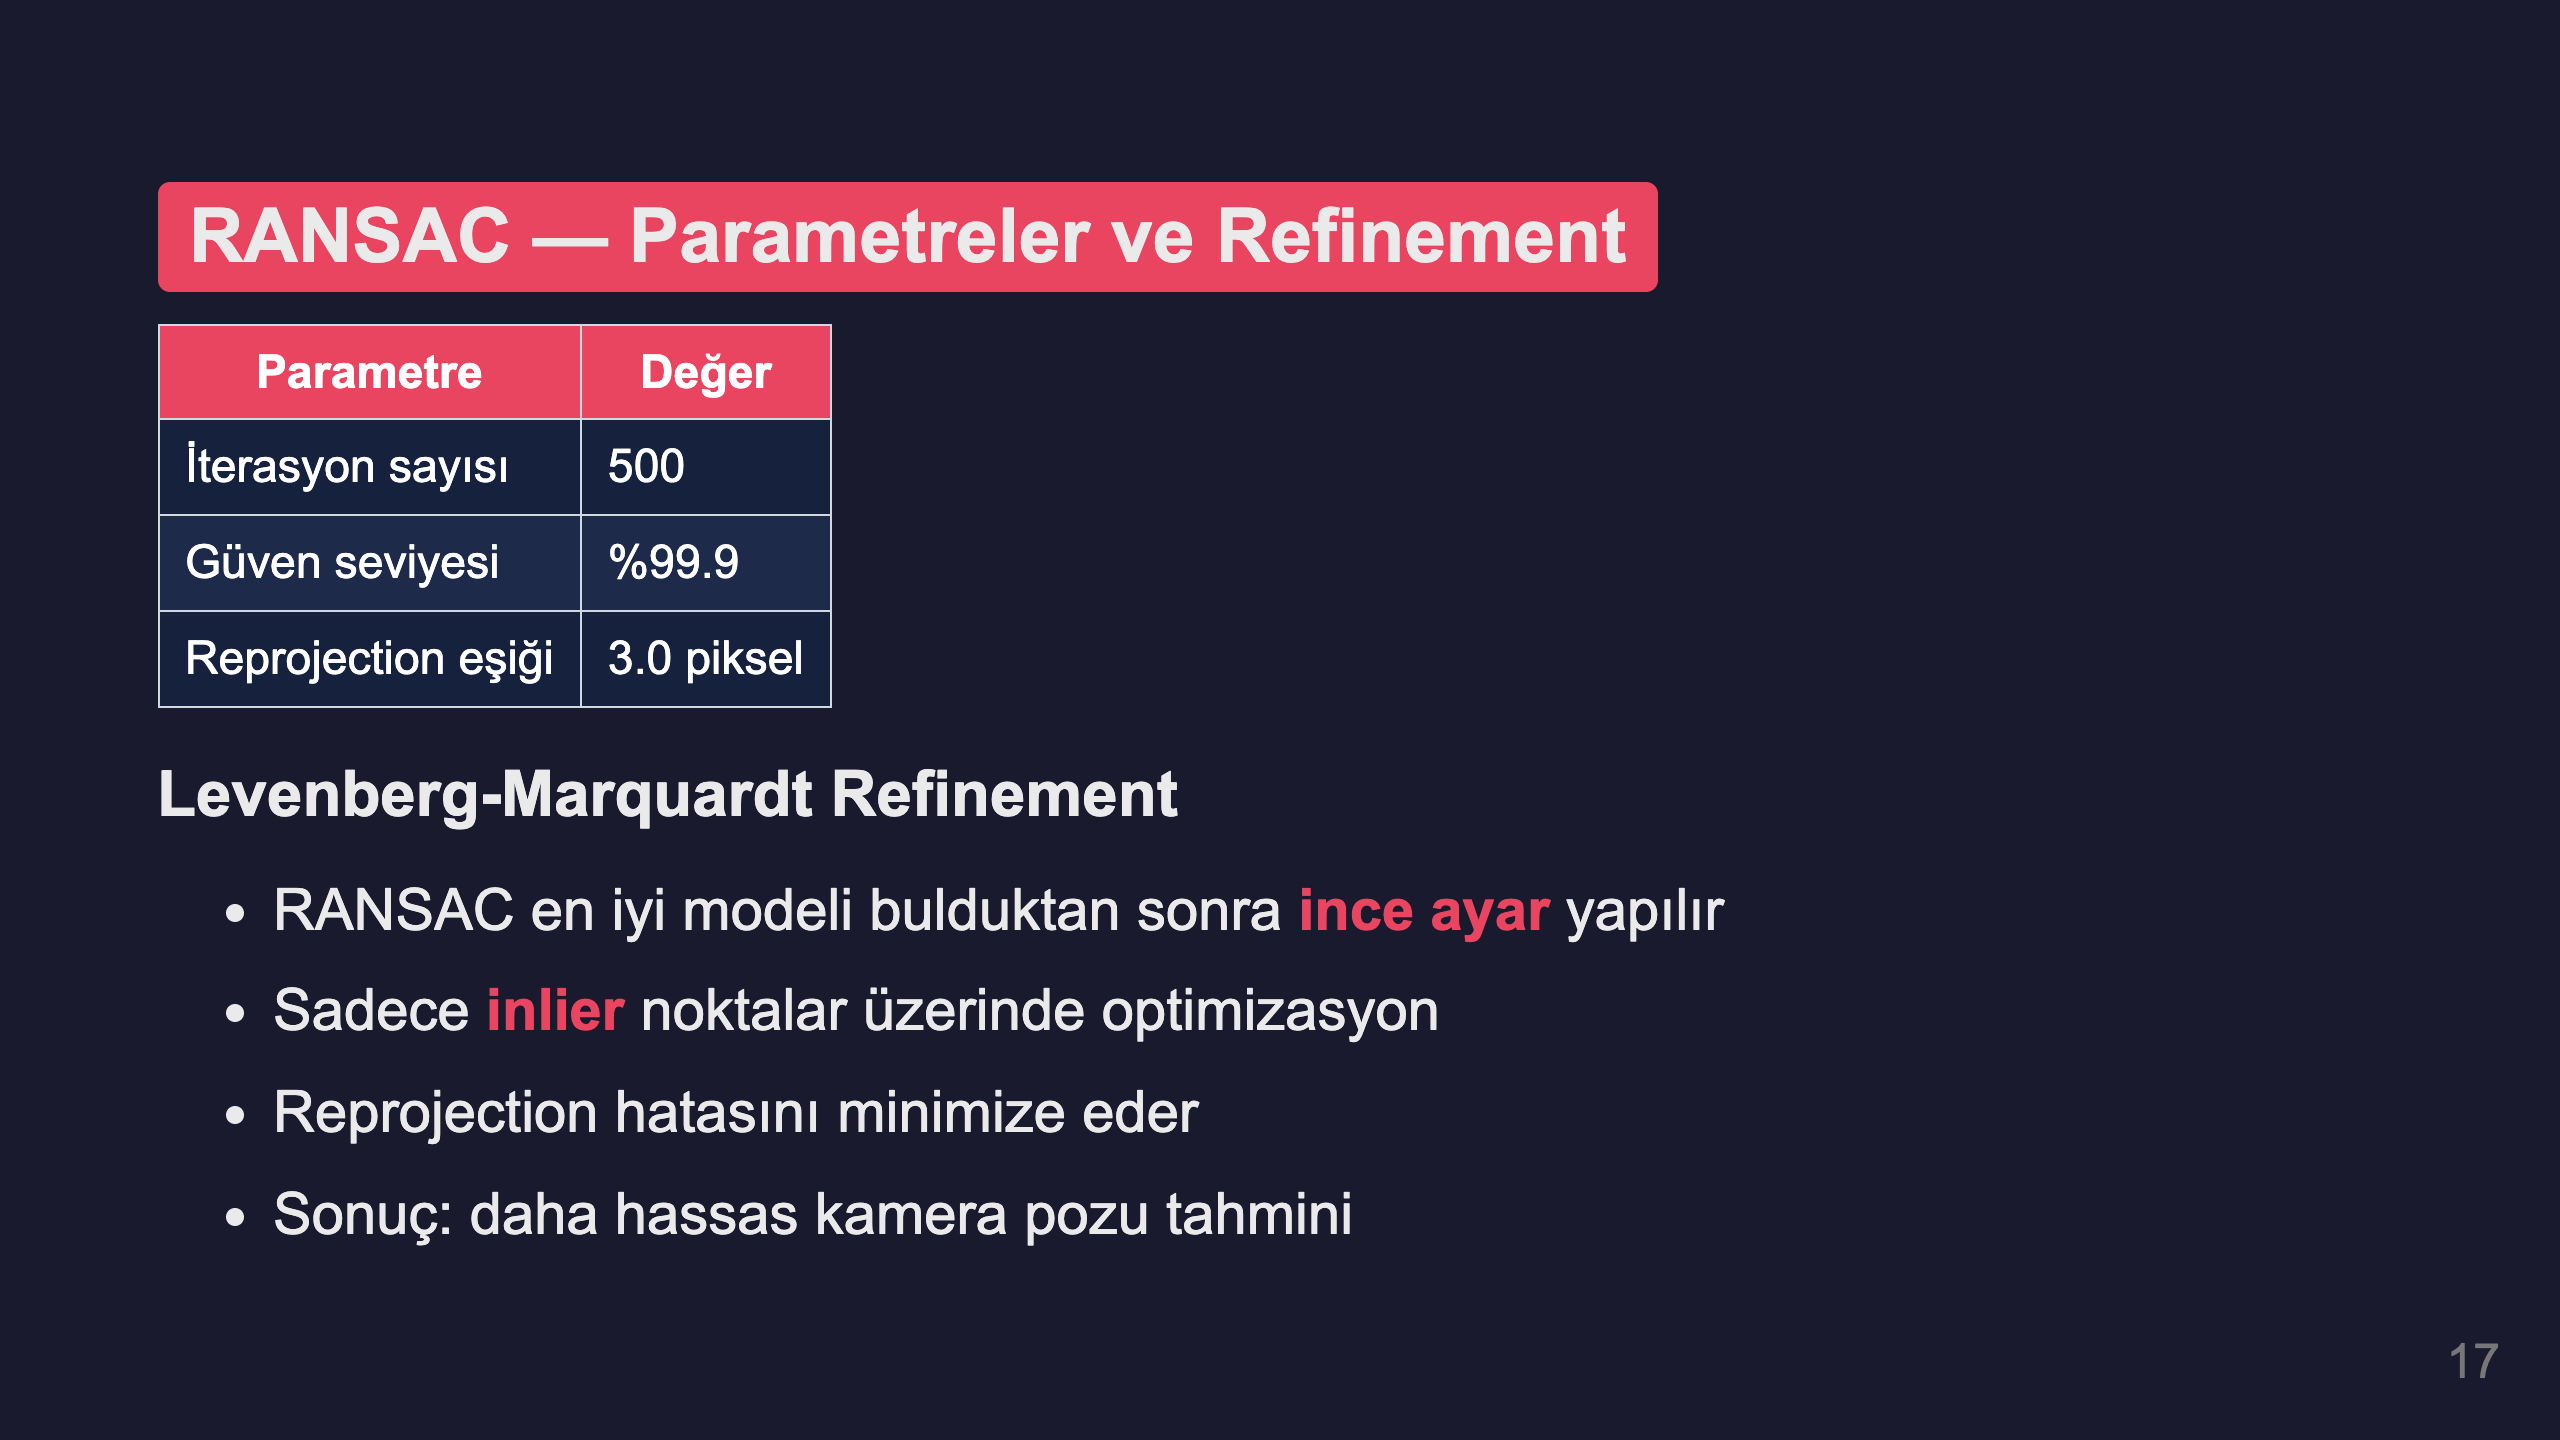 RANSAC — Parametreler ve Refinement
Parametre Değer
İterasyon sayısı 500
Güven seviyesi %99.9
Reprojection eşiği 3.0 piksel
Levenberg-Marquardt Refinement
• RANSAC en iyi modeli bulduktan sonra ince ayar yapılır
• Sadece inlier noktalar üzerinde optimizasyon
• Reprojection hatasını minimize eder
• Sonuç: daha hassas kamera pozu tahmini
17